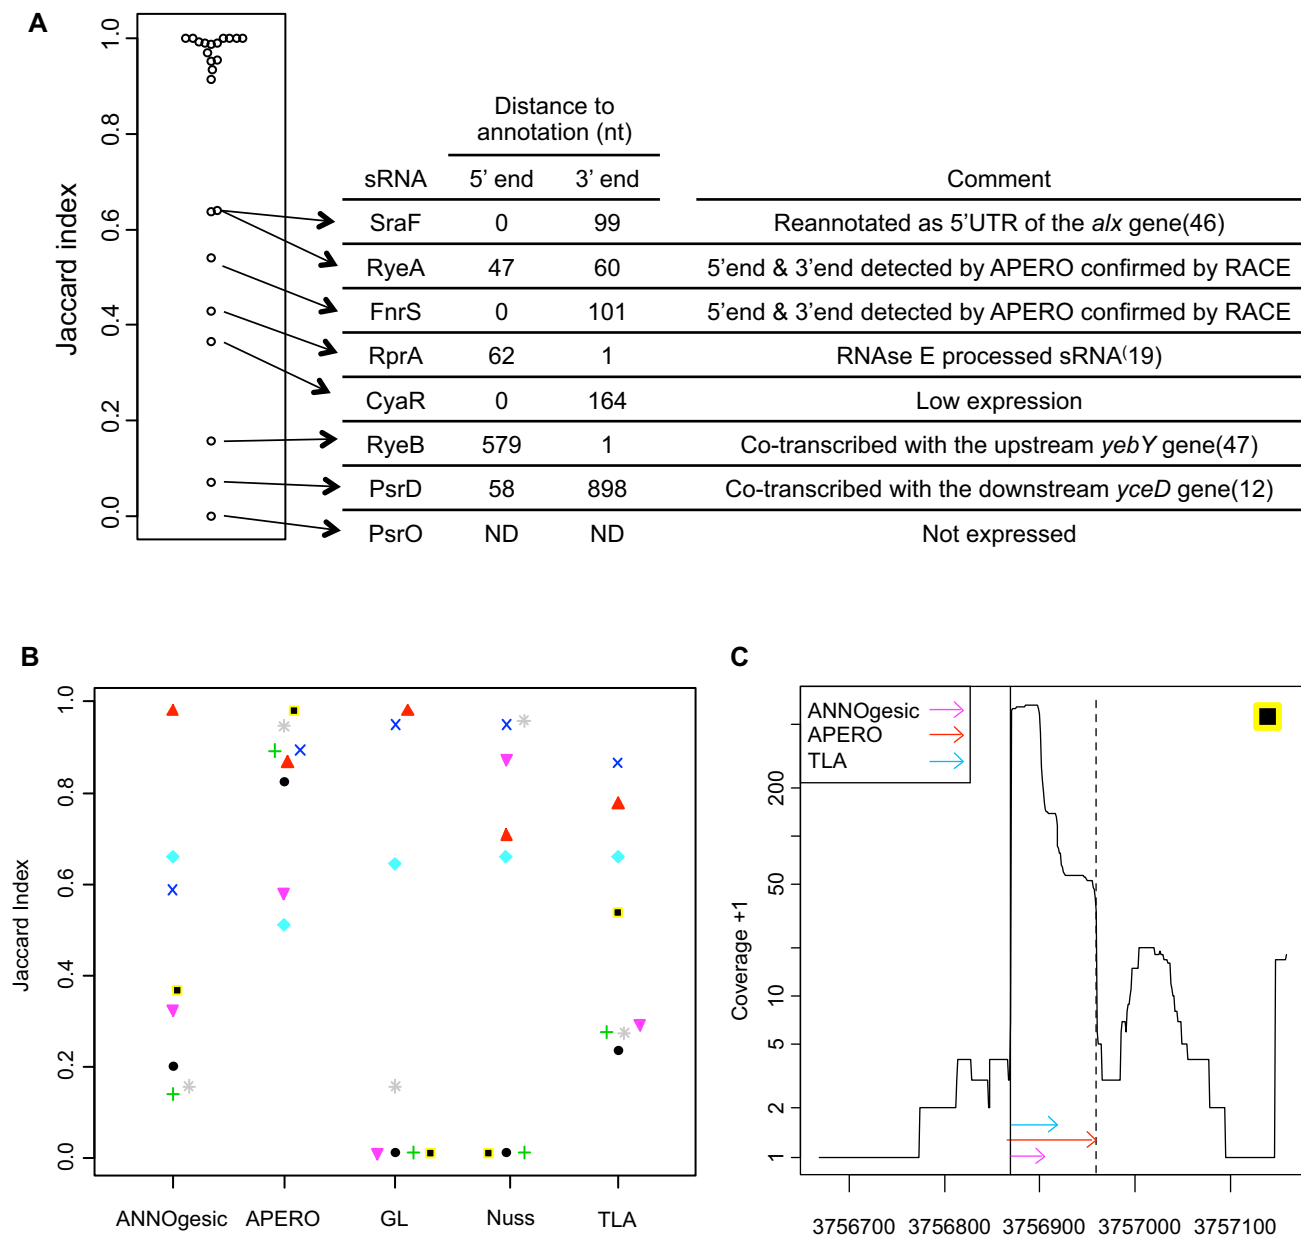 A
Jaccard index
1.0
0.8
0.6
0.4
0.2
0.0
Distance to
annotation (nt)
sRNA 5' end 3' end Comment
SraF 0 99 Reannotated as 5'UTR of the alx gene(46)
RyeA 47 60 5'end & 3'end detected by APERO confirmed by RACE
FnrS 0 101 5'end & 3'end detected by APERO confirmed by RACE
RprA 62 1 RNAse E processed sRNA(19)
CyaR 0 164 Low expression
RyeB 579 1 Co-transcribed with the upstream yebY gene(47)
PsrD 58 898 Co-transcribed with the downstream yceD gene(12)
PsrO ND ND Not expressed
B
Jaccard Index
1.0
0.8
0.6
0.4
0.2
0.0
ANNOgesic APERO GL Nuss TLA
C
ANNOgesic
APERO
TLA
Coverage +1
200
50
10
5
2
1
3756700 3756800 3756900 3757000 3757100